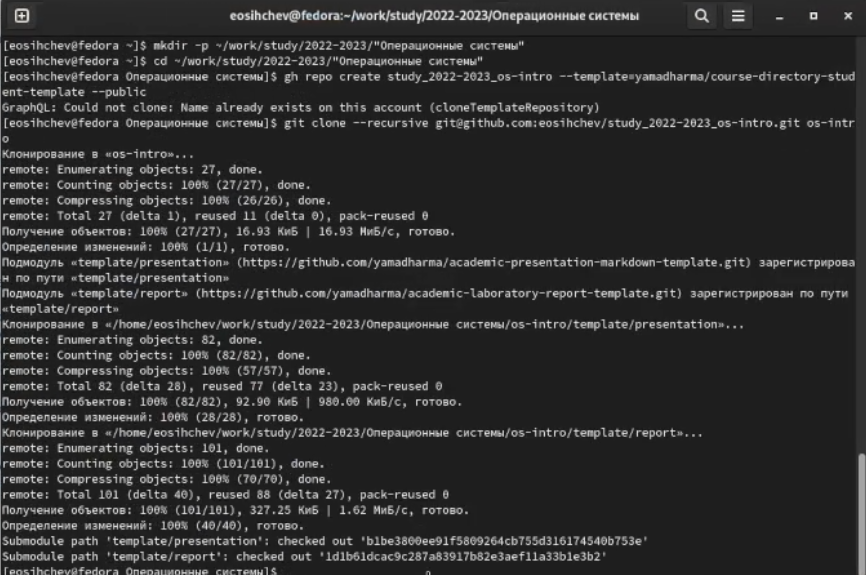 eosihchev@fedora:~/work/study/2022-2023/Операционные системы
[eosihchev@fedora ~]$ mkdir -p ~/work/study/2022-2023/"Операционные системы"
[eosihchev@fedora ~]$ cd ~/work/study/2022-2023/"Операционные системы"
[eosihchev@fedora Операционные системы]$ gh repo create study_2022-2023_os-intro --template=yamadharma/course-directory-stud
ent-template --public
GraphQL: Could not clone: Name already exists on this account (cloneTemplateRepository)
[eosihchev@fedora Операционные системы]$ git clone --recursive git@github.com:eosihchev/study_2022-2023_os-intro.git os-intr
o
Клонирование в «os-intro»...
remote: Enumerating objects: 27, done.
remote: Counting objects: 100% (27/27), done.
remote: Compressing objects: 100% (26/26), done.
remote: Total 27 (delta 1), reused 11 (delta 0), pack-reused 0
Получение объектов: 100% (27/27), 16.93 КиБ | 16.93 МиБ/с, готово.
Определение изменений: 100% (1/1), готово.
Подмодуль «template/presentation» (https://github.com/yamadharma/academic-presentation-markdown-template.git) зарегистрирова
н по пути «template/presentation»
Подмодуль «template/report» (https://github.com/yamadharma/academic-laboratory-report-template.git) зарегистрирован по пути
«template/report»
Клонирование в «/home/eosihchev/work/study/2022-2023/Операционные системы/os-intro/template/presentation»...
remote: Enumerating objects: 82, done.
remote: Counting objects: 100% (82/82), done.
remote: Compressing objects: 100% (57/57), done.
remote: Total 82 (delta 28), reused 77 (delta 23), pack-reused 0
Получение объектов: 100% (82/82), 92.90 КиБ | 980.00 КиБ/с, готово.
Определение изменений: 100% (28/28), готово.
Клонирование в «/home/eosihchev/work/study/2022-2023/Операционные системы/os-intro/template/report»...
remote: Enumerating objects: 101, done.
remote: Counting objects: 100% (101/101), done.
remote: Compressing objects: 100% (70/70), done.
remote: Total 101 (delta 40), reused 88 (delta 27), pack-reused 0
Получение объектов: 100% (101/101), 327.25 КиБ | 1.62 МиБ/с, готово.
Определение изменений: 100% (40/40), готово.
Submodule path 'template/presentation': checked out 'b1be3800ee91f5809264cb755d316174540b753e'
Submodule path 'template/report': checked out '1d1b61dcac9c287a83917b82e3aef11a33b1e3b2'
[eosihchev@fedora Операционные системы]$